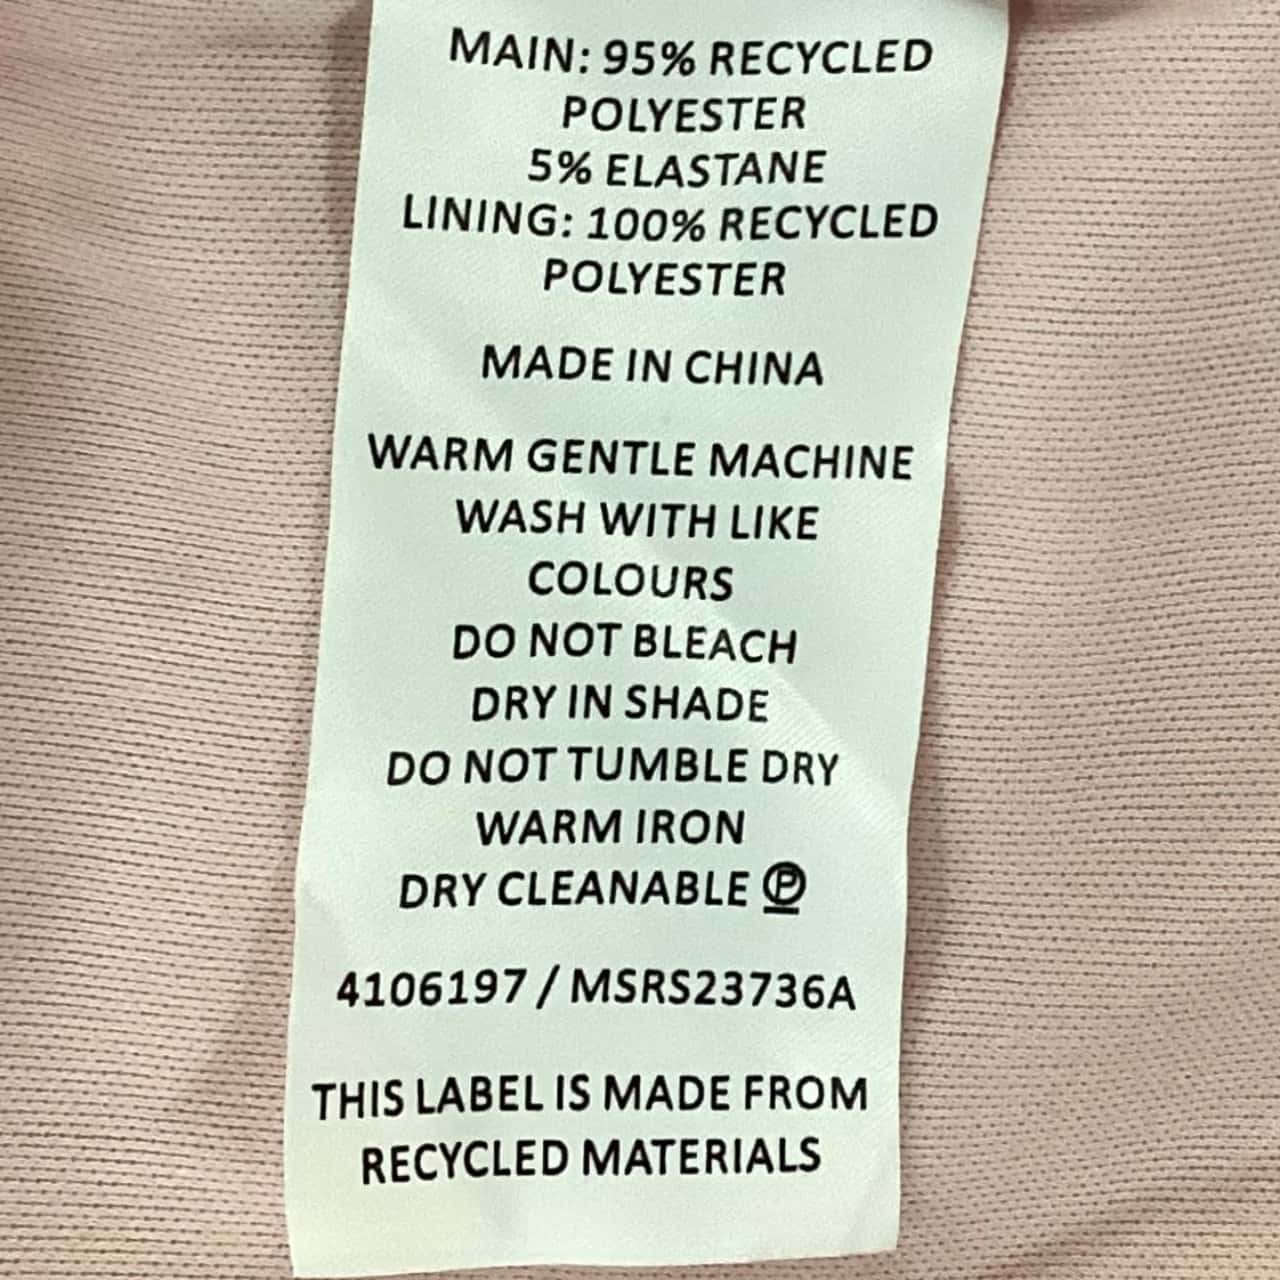 MAIN: 95% RECYCLED
POLYESTER
5% ELASTANE
LINING: 100% RECYCLED
POLYESTER
MADE IN CHINA
WARM GENTLE MACHINE
WASH WITH LIKE
COLOURS
DO NOT BLEACH
DRY IN SHADE
DO NOT TUMBLE DRY
WARM IRON
DRY CLEANABLE Ⓟ
4106197 / MSRS23736A
THIS LABEL IS MADE FROM
RECYCLED MATERIALS